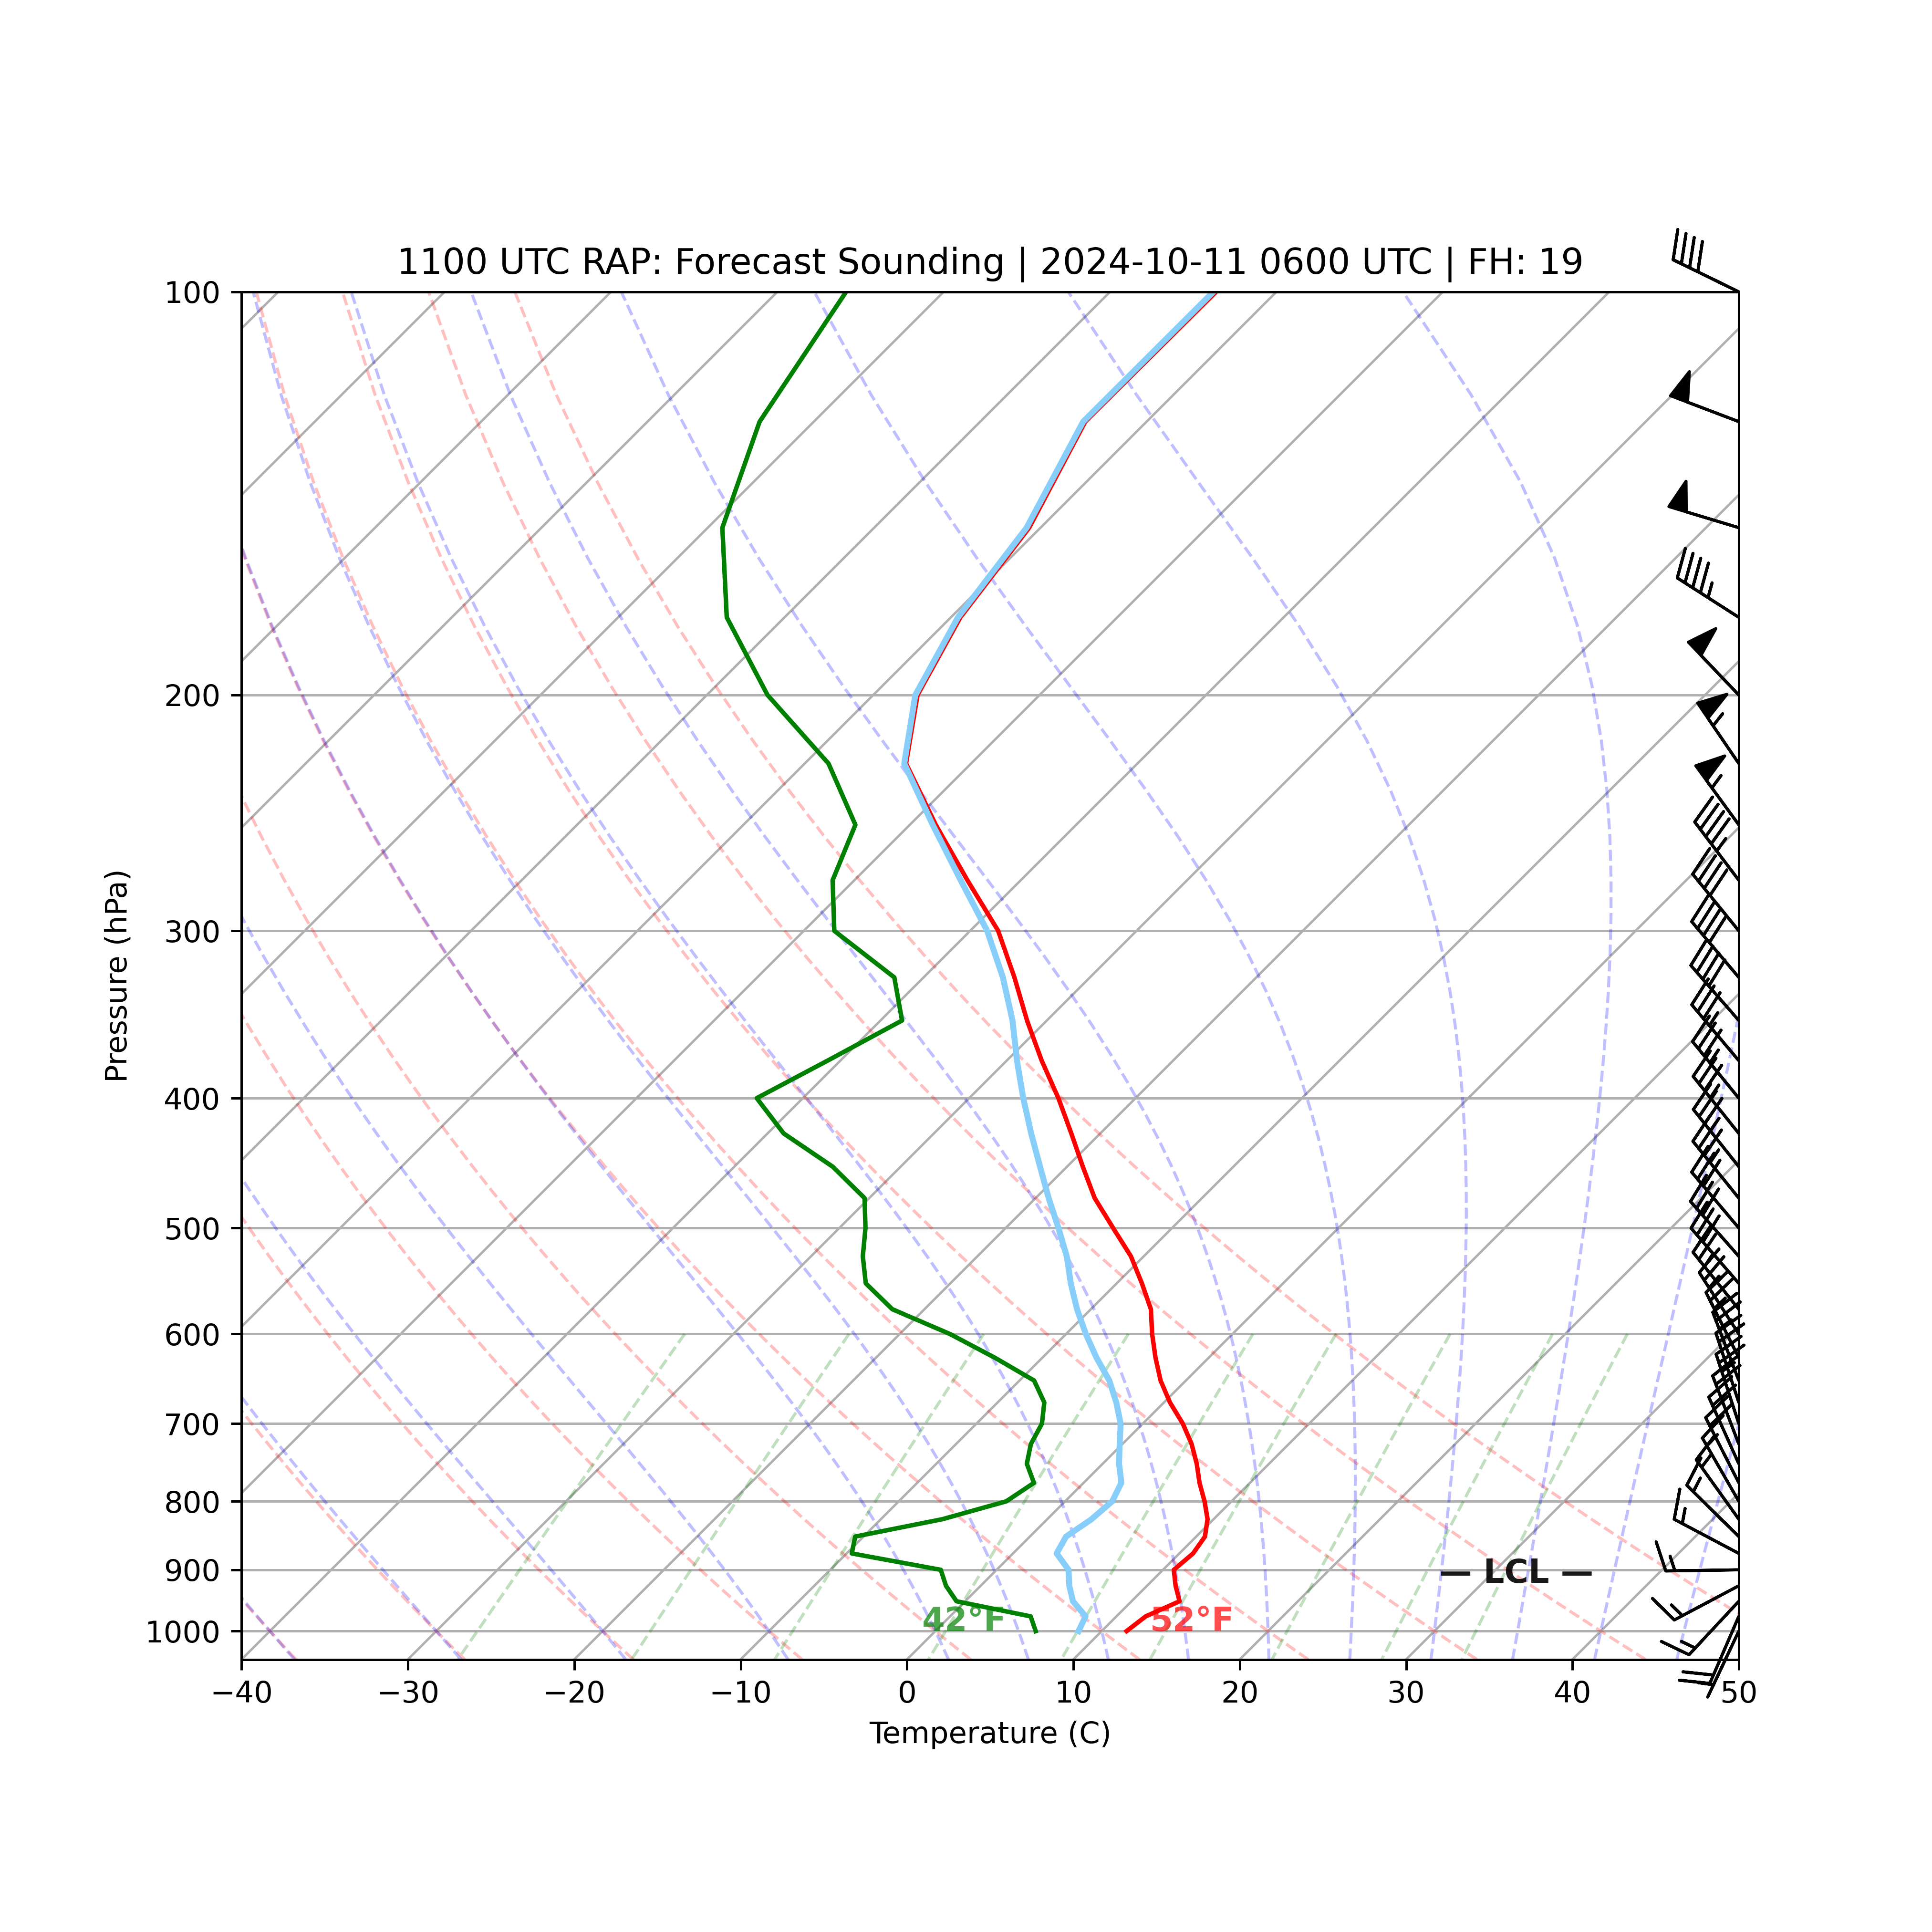 1100 UTC RAP: Forecast Sounding | 2024-10-11 0600 UTC | FH: 19
100
200
300
400
500
600
700
800
900
1000
Pressure (hPa)
— LCL —
42°F
52°F
−40 −30 −20 −10 0 10 20 30 40 50
Temperature (C)